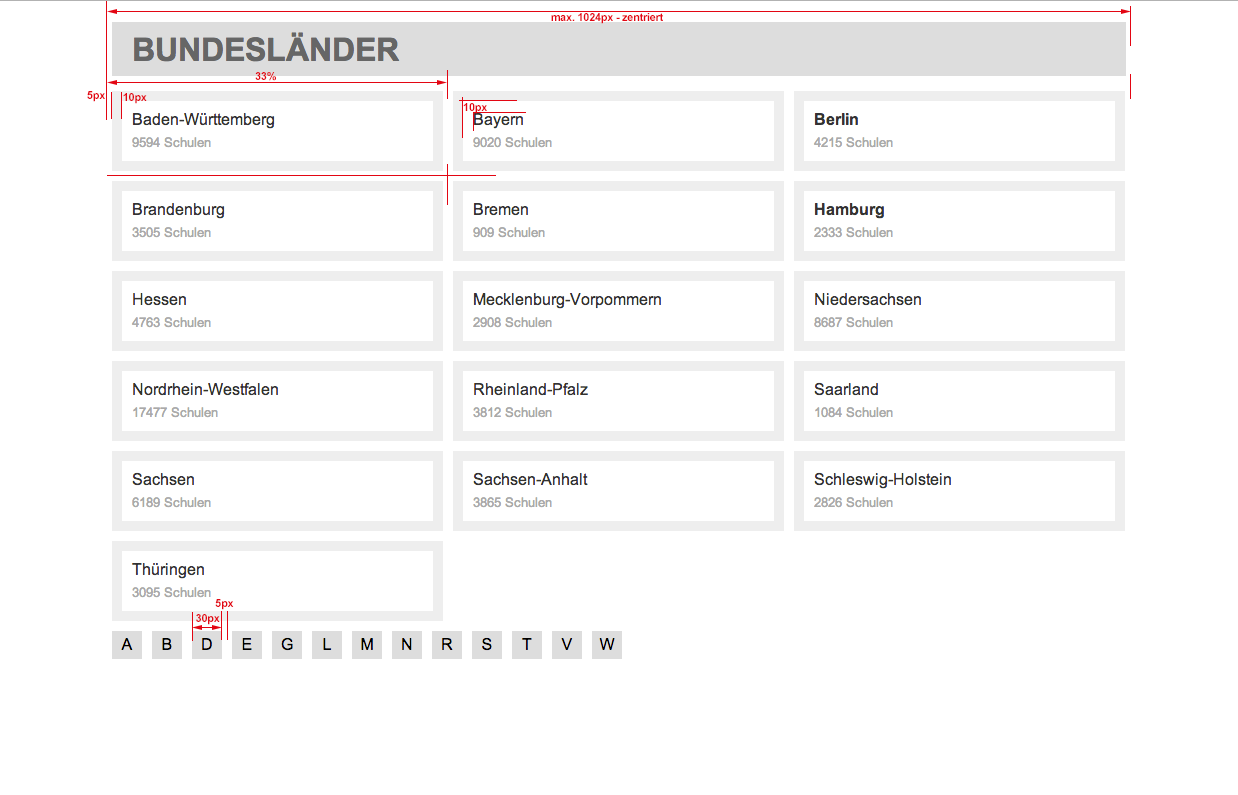 max. 1024px - zentriert
BUNDESLÄNDER
33%
5px
10px
10px
Baden-Württemberg
9594 Schulen
Bayern
9020 Schulen
Berlin
4215 Schulen
Brandenburg
3505 Schulen
Bremen
909 Schulen
Hamburg
2333 Schulen
Hessen
4763 Schulen
Mecklenburg-Vorpommern
2908 Schulen
Niedersachsen
8687 Schulen
Nordrhein-Westfalen
17477 Schulen
Rheinland-Pfalz
3812 Schulen
Saarland
1084 Schulen
Sachsen
6189 Schulen
Sachsen-Anhalt
3865 Schulen
Schleswig-Holstein
2826 Schulen
Thüringen
3095 Schulen
5px
30px
A B D E G L M N R S T V W